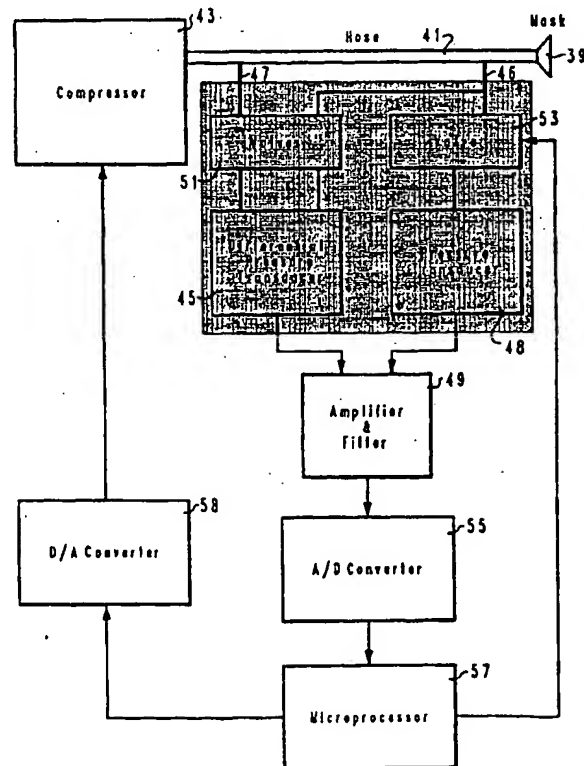 43
Mask
Hose
41
39
Compressor
47
46
53
51
45
48
49
Amplifier
&
Filter
58
D/A Converter
55
A/D Converter
57
Microprocessor